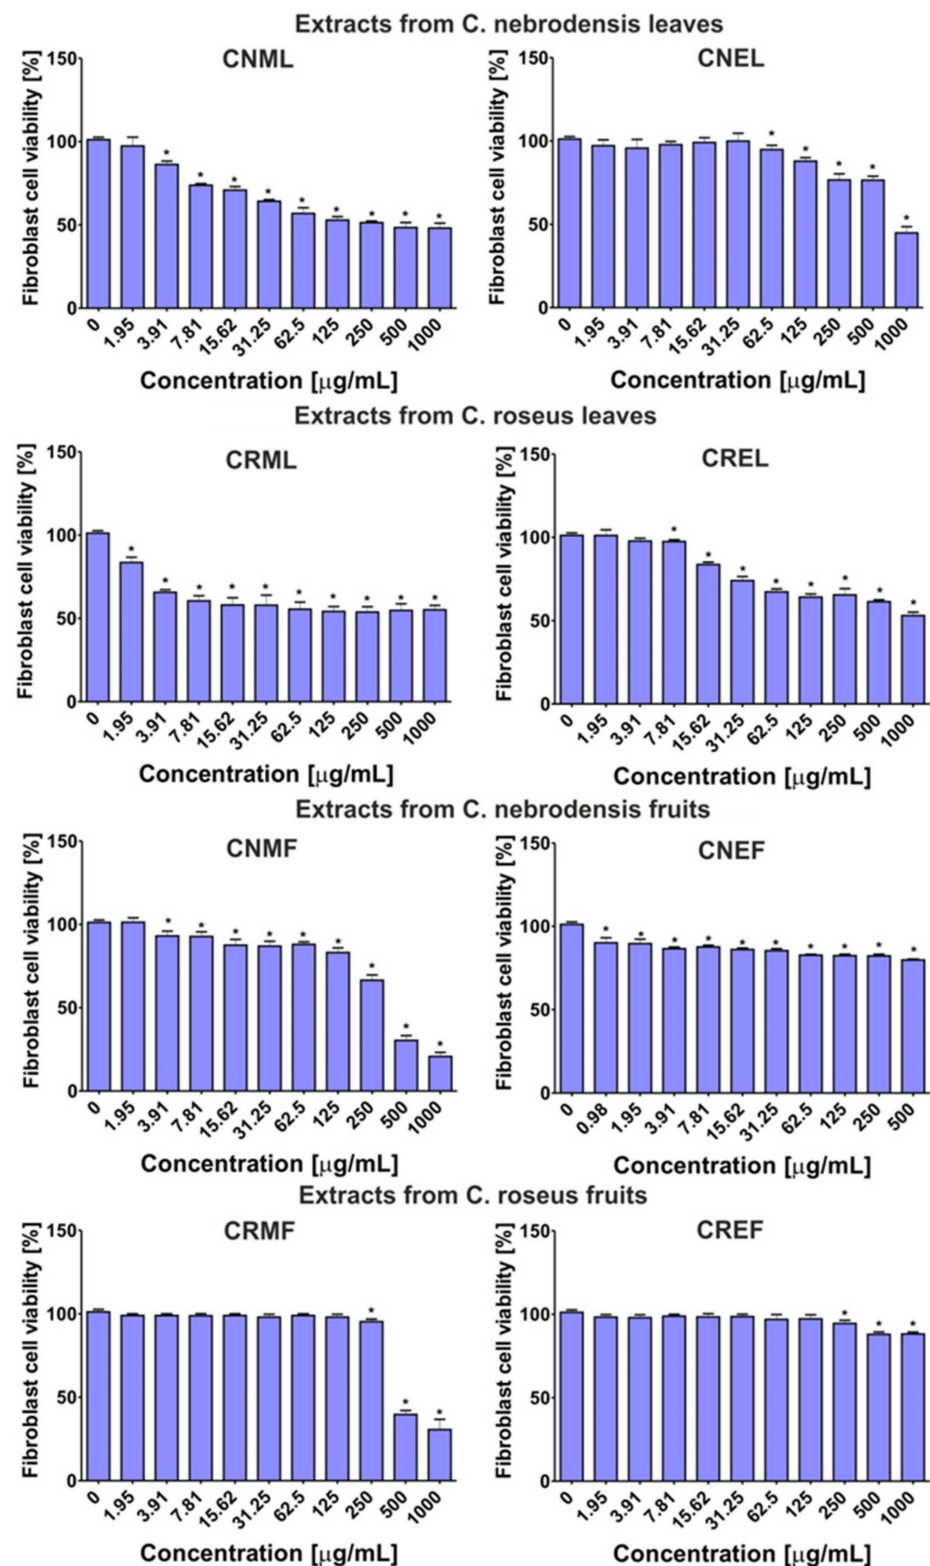 Extracts from C. nebrodensis leaves
CNML
Fibroblast cell viability [%]
150
100
50
0
* * * * * * * * *
0 1.95 3.91 7.81 15.62 31.25 62.5 125 250 500 1000
Concentration [μg/mL]
CNEL
Fibroblast cell viability [%]
150
100
50
0
* * * * *
0 1.95 3.91 7.81 15.62 31.25 62.5 125 250 500 1000
Concentration [μg/mL]
Extracts from C. roseus leaves
CRML
Fibroblast cell viability [%]
150
100
50
0
* * * * * * * * * *
0 1.95 3.91 7.81 15.62 31.25 62.5 125 250 500 1000
Concentration [μg/mL]
CREL
Fibroblast cell viability [%]
150
100
50
0
* * * * * * * *
0 1.95 3.91 7.81 15.62 31.25 62.5 125 250 500 1000
Concentration [μg/mL]
Extracts from C. nebrodensis fruits
CNMF
Fibroblast cell viability [%]
150
100
50
0
* * * * * * * * *
0 1.95 3.91 7.81 15.62 31.25 62.5 125 250 500 1000
Concentration [μg/mL]
CNEF
Fibroblast cell viability [%]
150
100
50
0
* * * * * * * * * *
0 0.98 1.95 3.91 7.81 15.62 31.25 62.5 125 250 500
Concentration [μg/mL]
Extracts from C. roseus fruits
CRMF
Fibroblast cell viability [%]
150
100
50
0
* * *
0 1.95 3.91 7.81 15.62 31.25 62.5 125 250 500 1000
Concentration [μg/mL]
CREF
Fibroblast cell viability [%]
150
100
50
0
* * *
0 1.95 3.91 7.81 15.62 31.25 62.5 125 250 500 1000
Concentration [μg/mL]